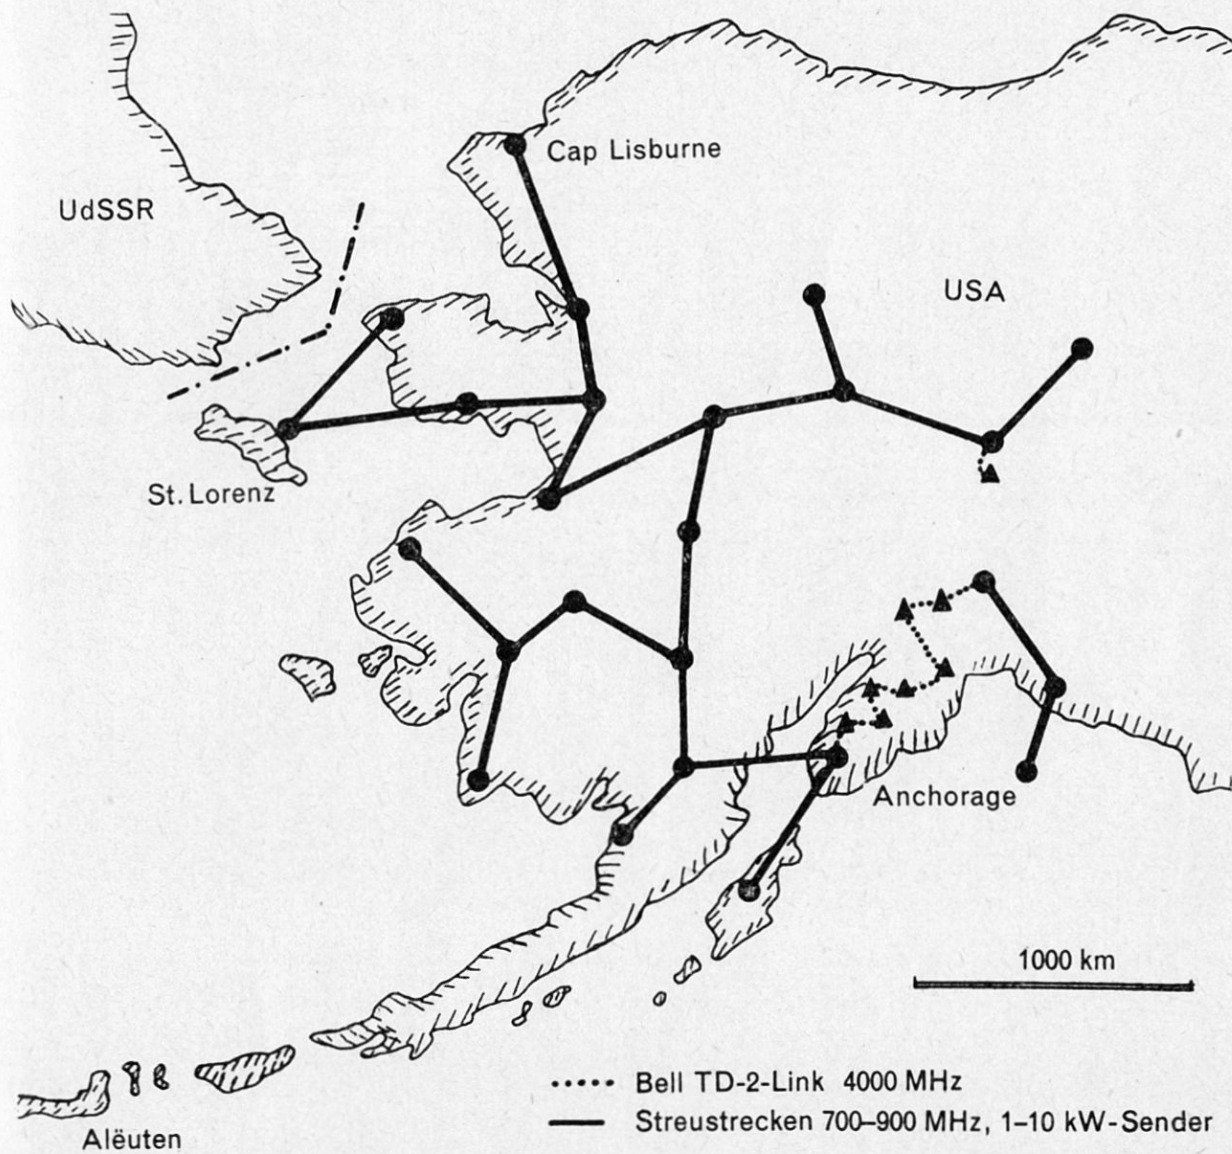 Cap Lisburne
UdSSR
USA
St. Lorenz
Anchorage
1000 km
Bell TD-2-Link 4000 MHz
Streustrecken 700–900 MHz, 1–10 kW-Sender
Alëuten